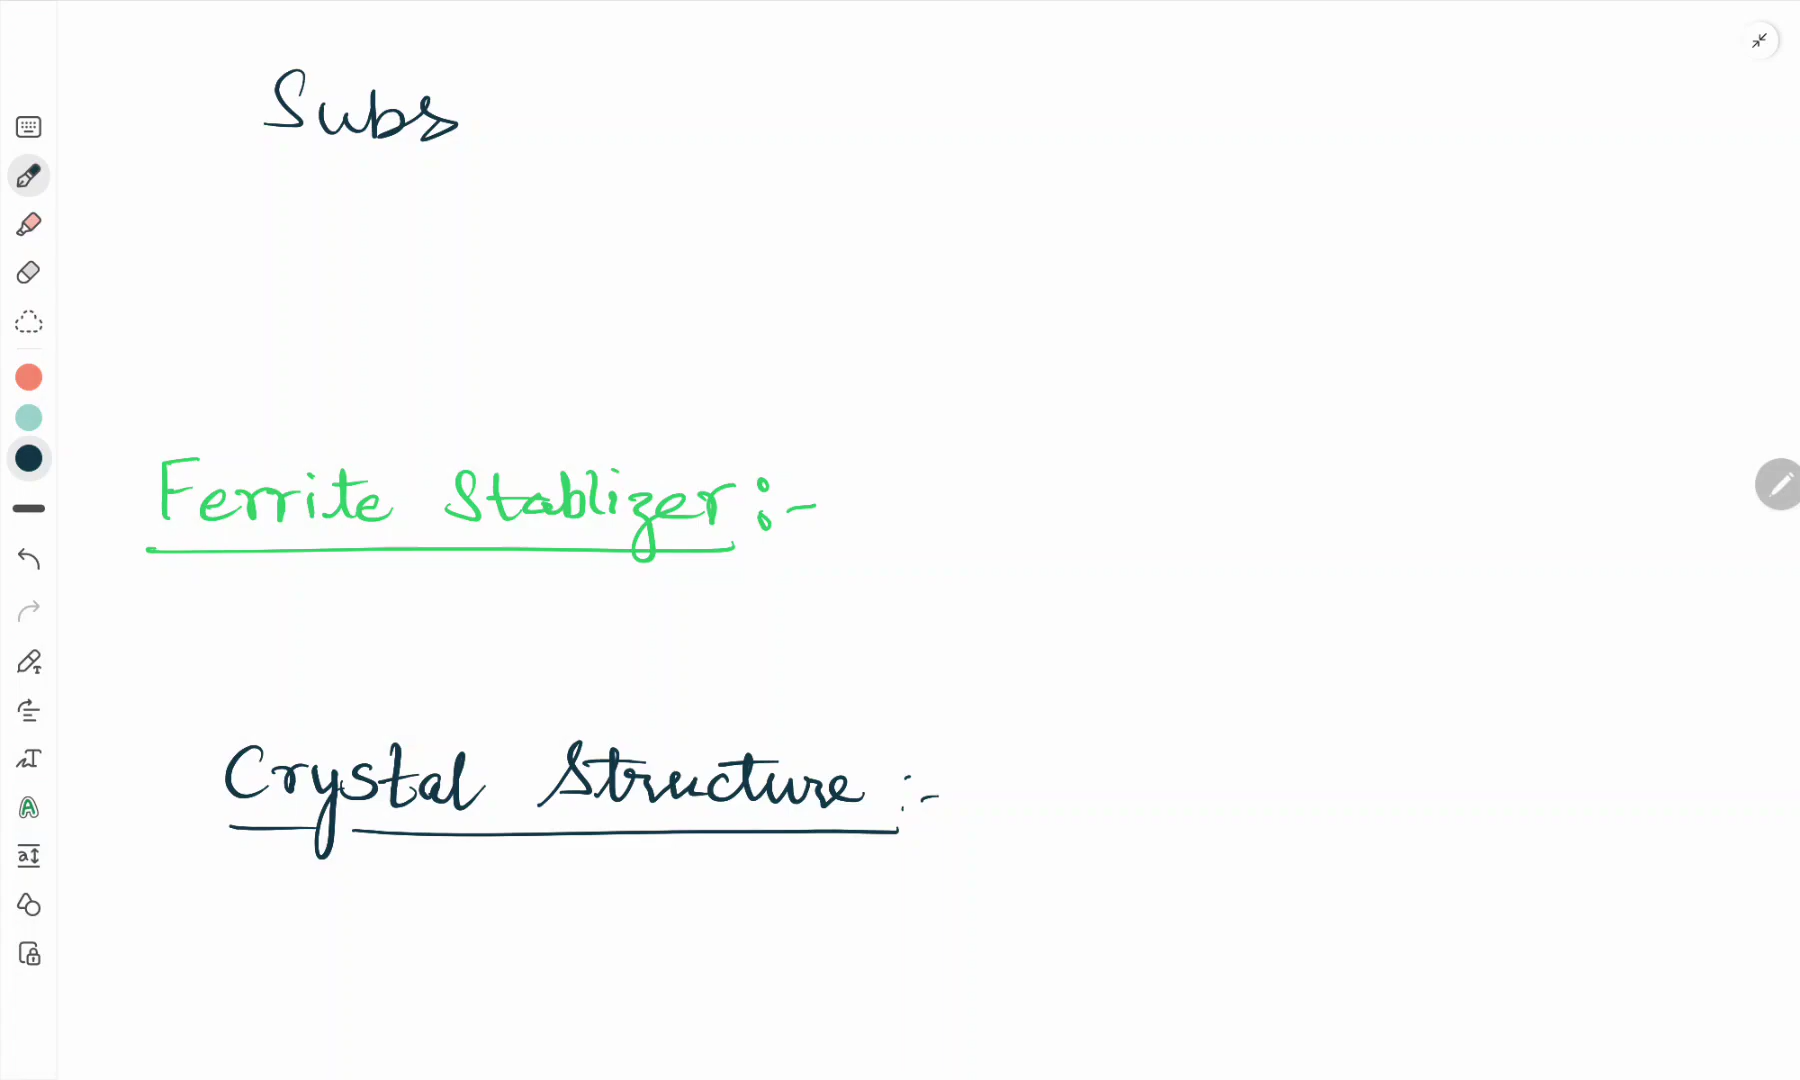 Subs
Ferrite Stablizer :-
Crystal Structure :-